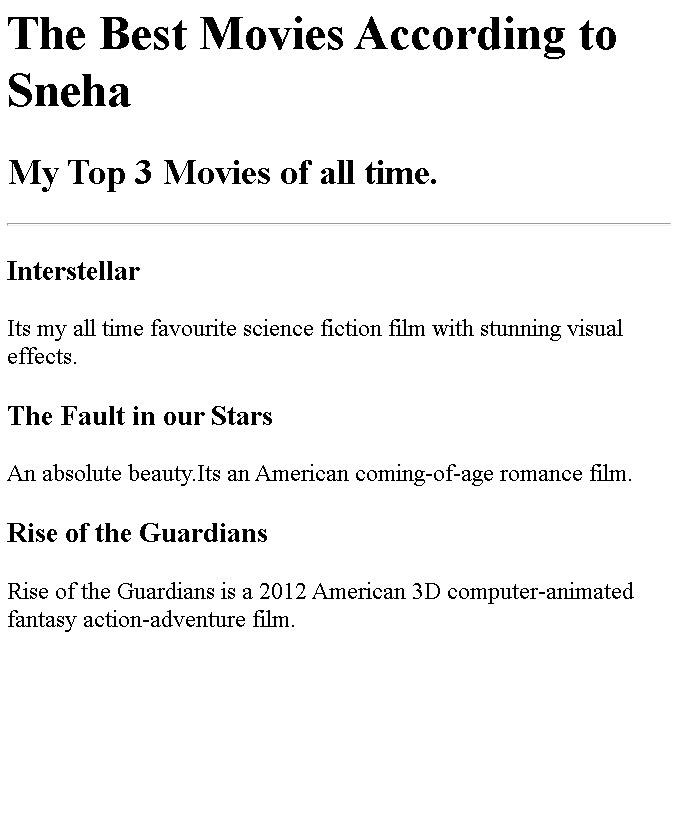 The Best Movies According to
Sneha
My Top 3 Movies of all time.
Interstellar
Its my all time favourite science fiction film with stunning visual
effects.
The Fault in our Stars
An absolute beauty.Its an American coming-of-age romance film.
Rise of the Guardians
Rise of the Guardians is a 2012 American 3D computer-animated
fantasy action-adventure film.